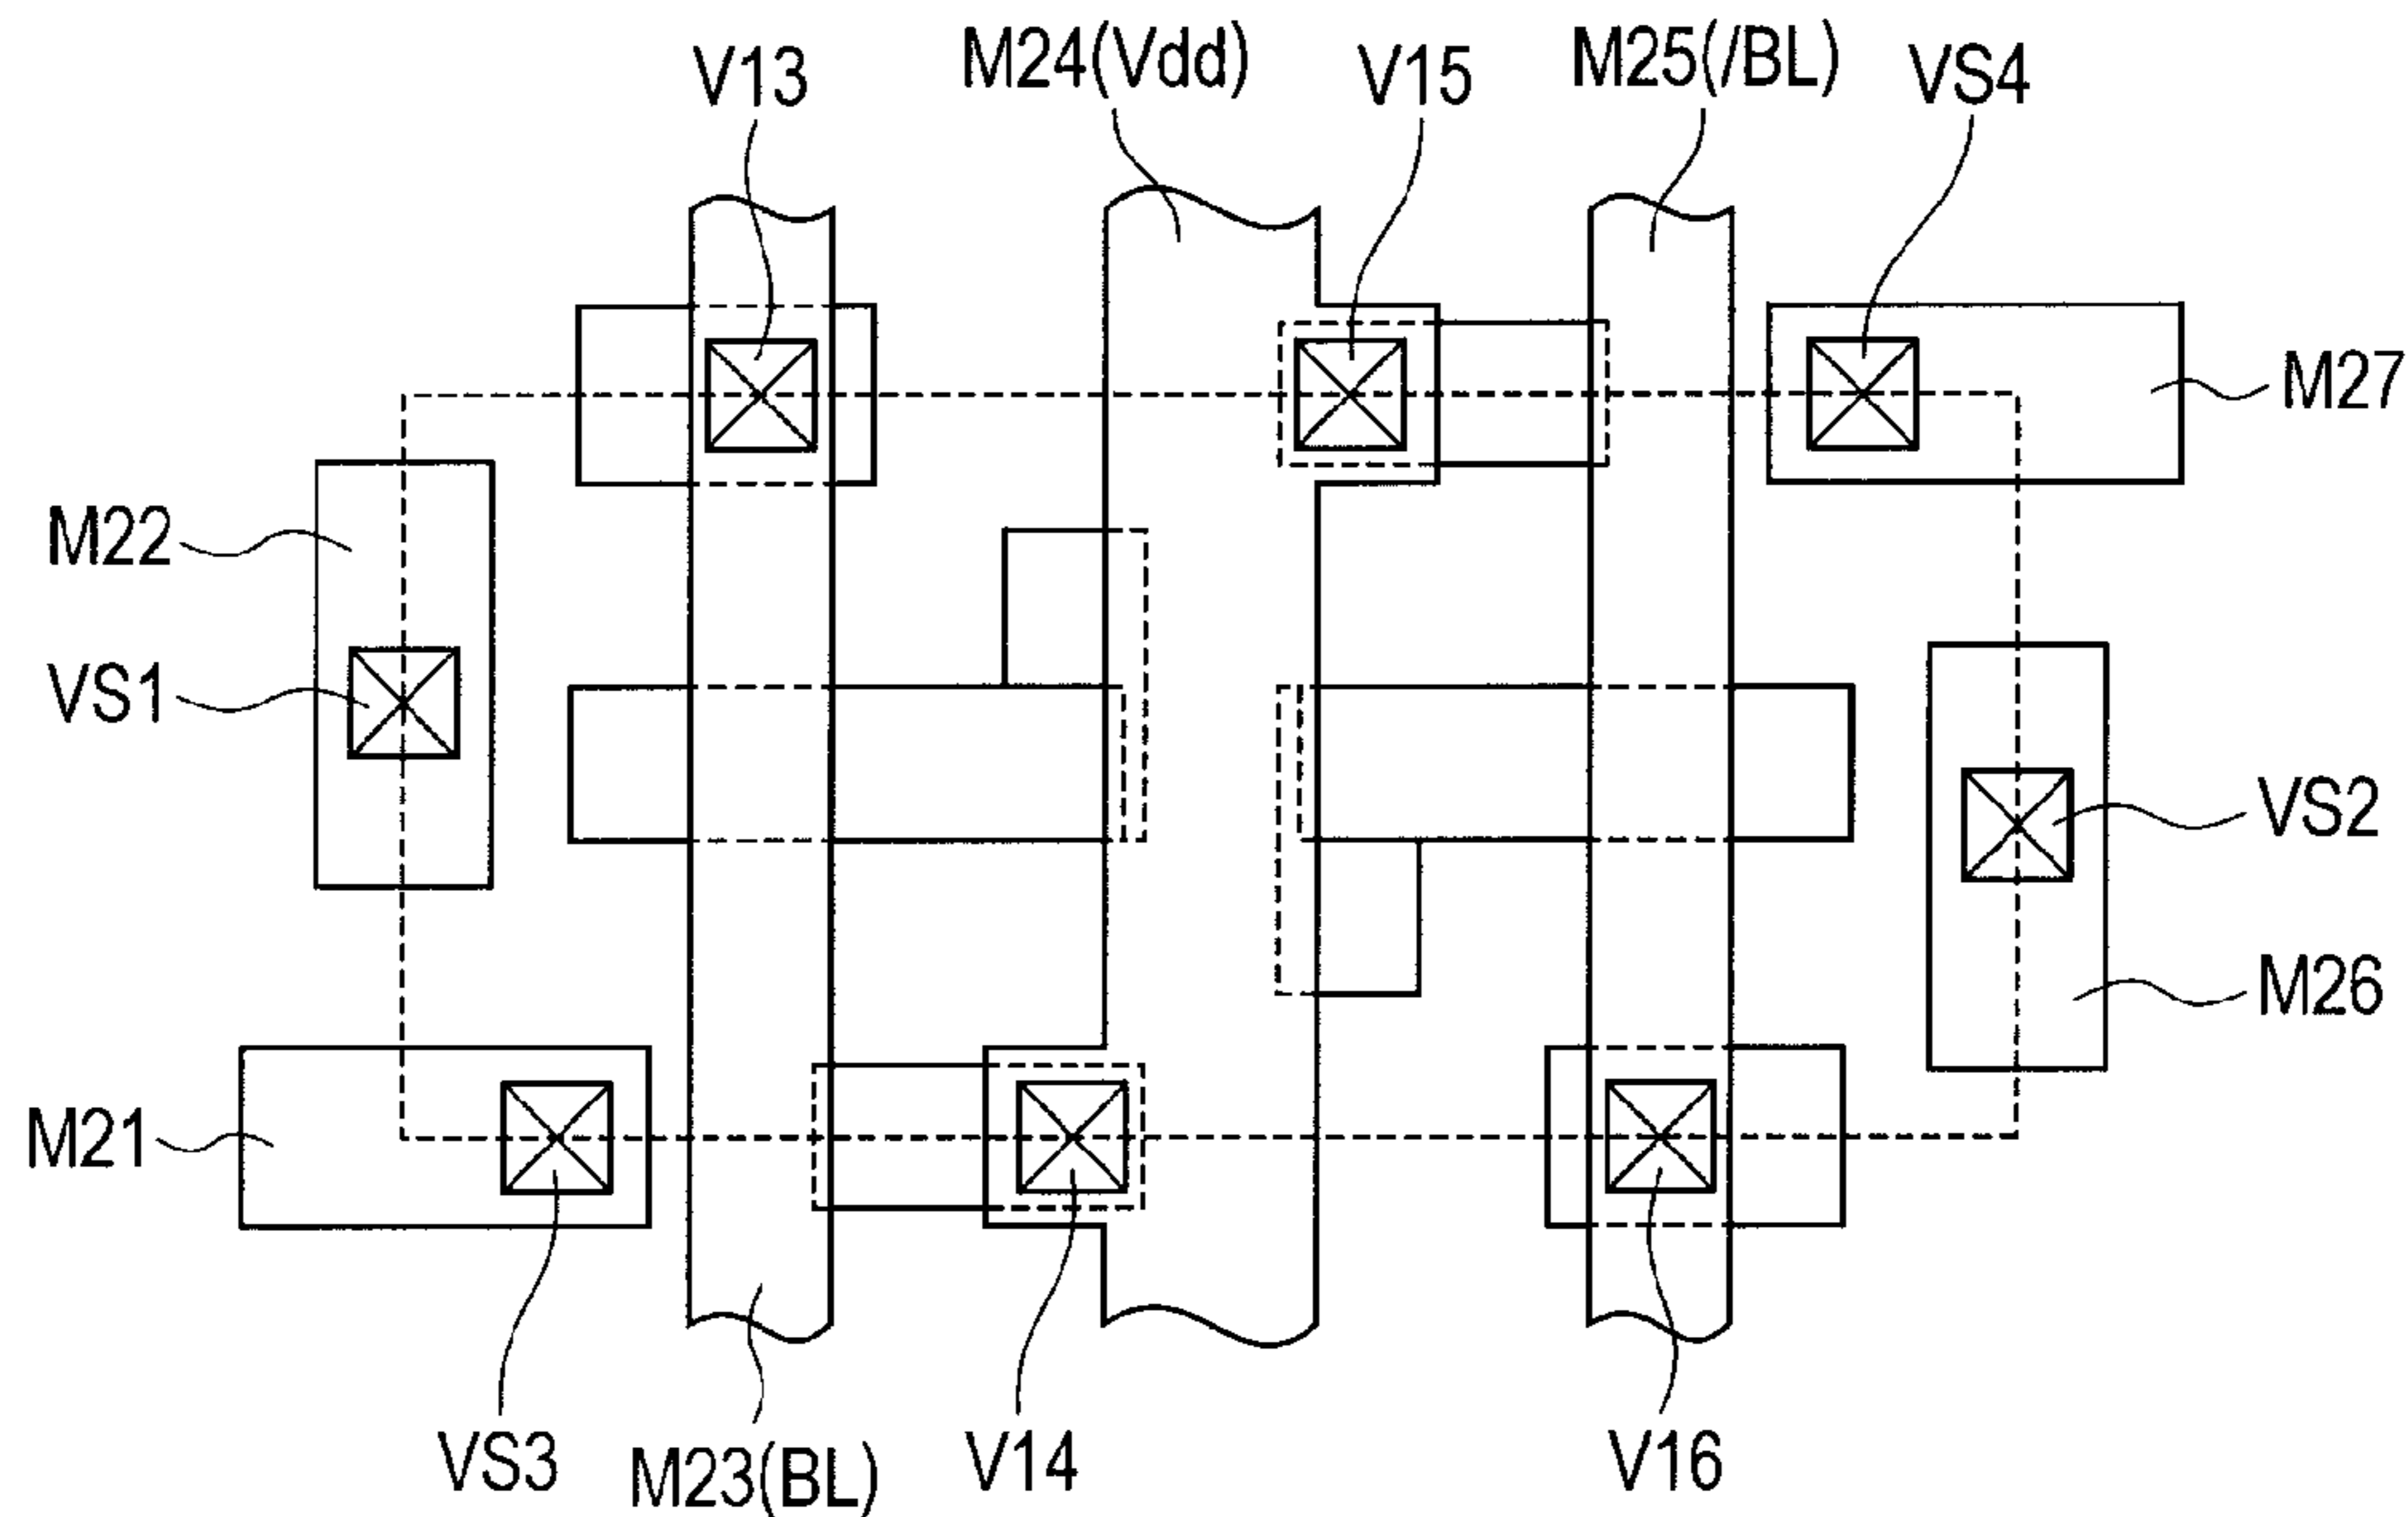 V13
M24(Vdd)
V15
M25(/BL)
VS4
M27
M22
VS1
VS2
M26
M21
VS3
M23(BL)
V14
V16